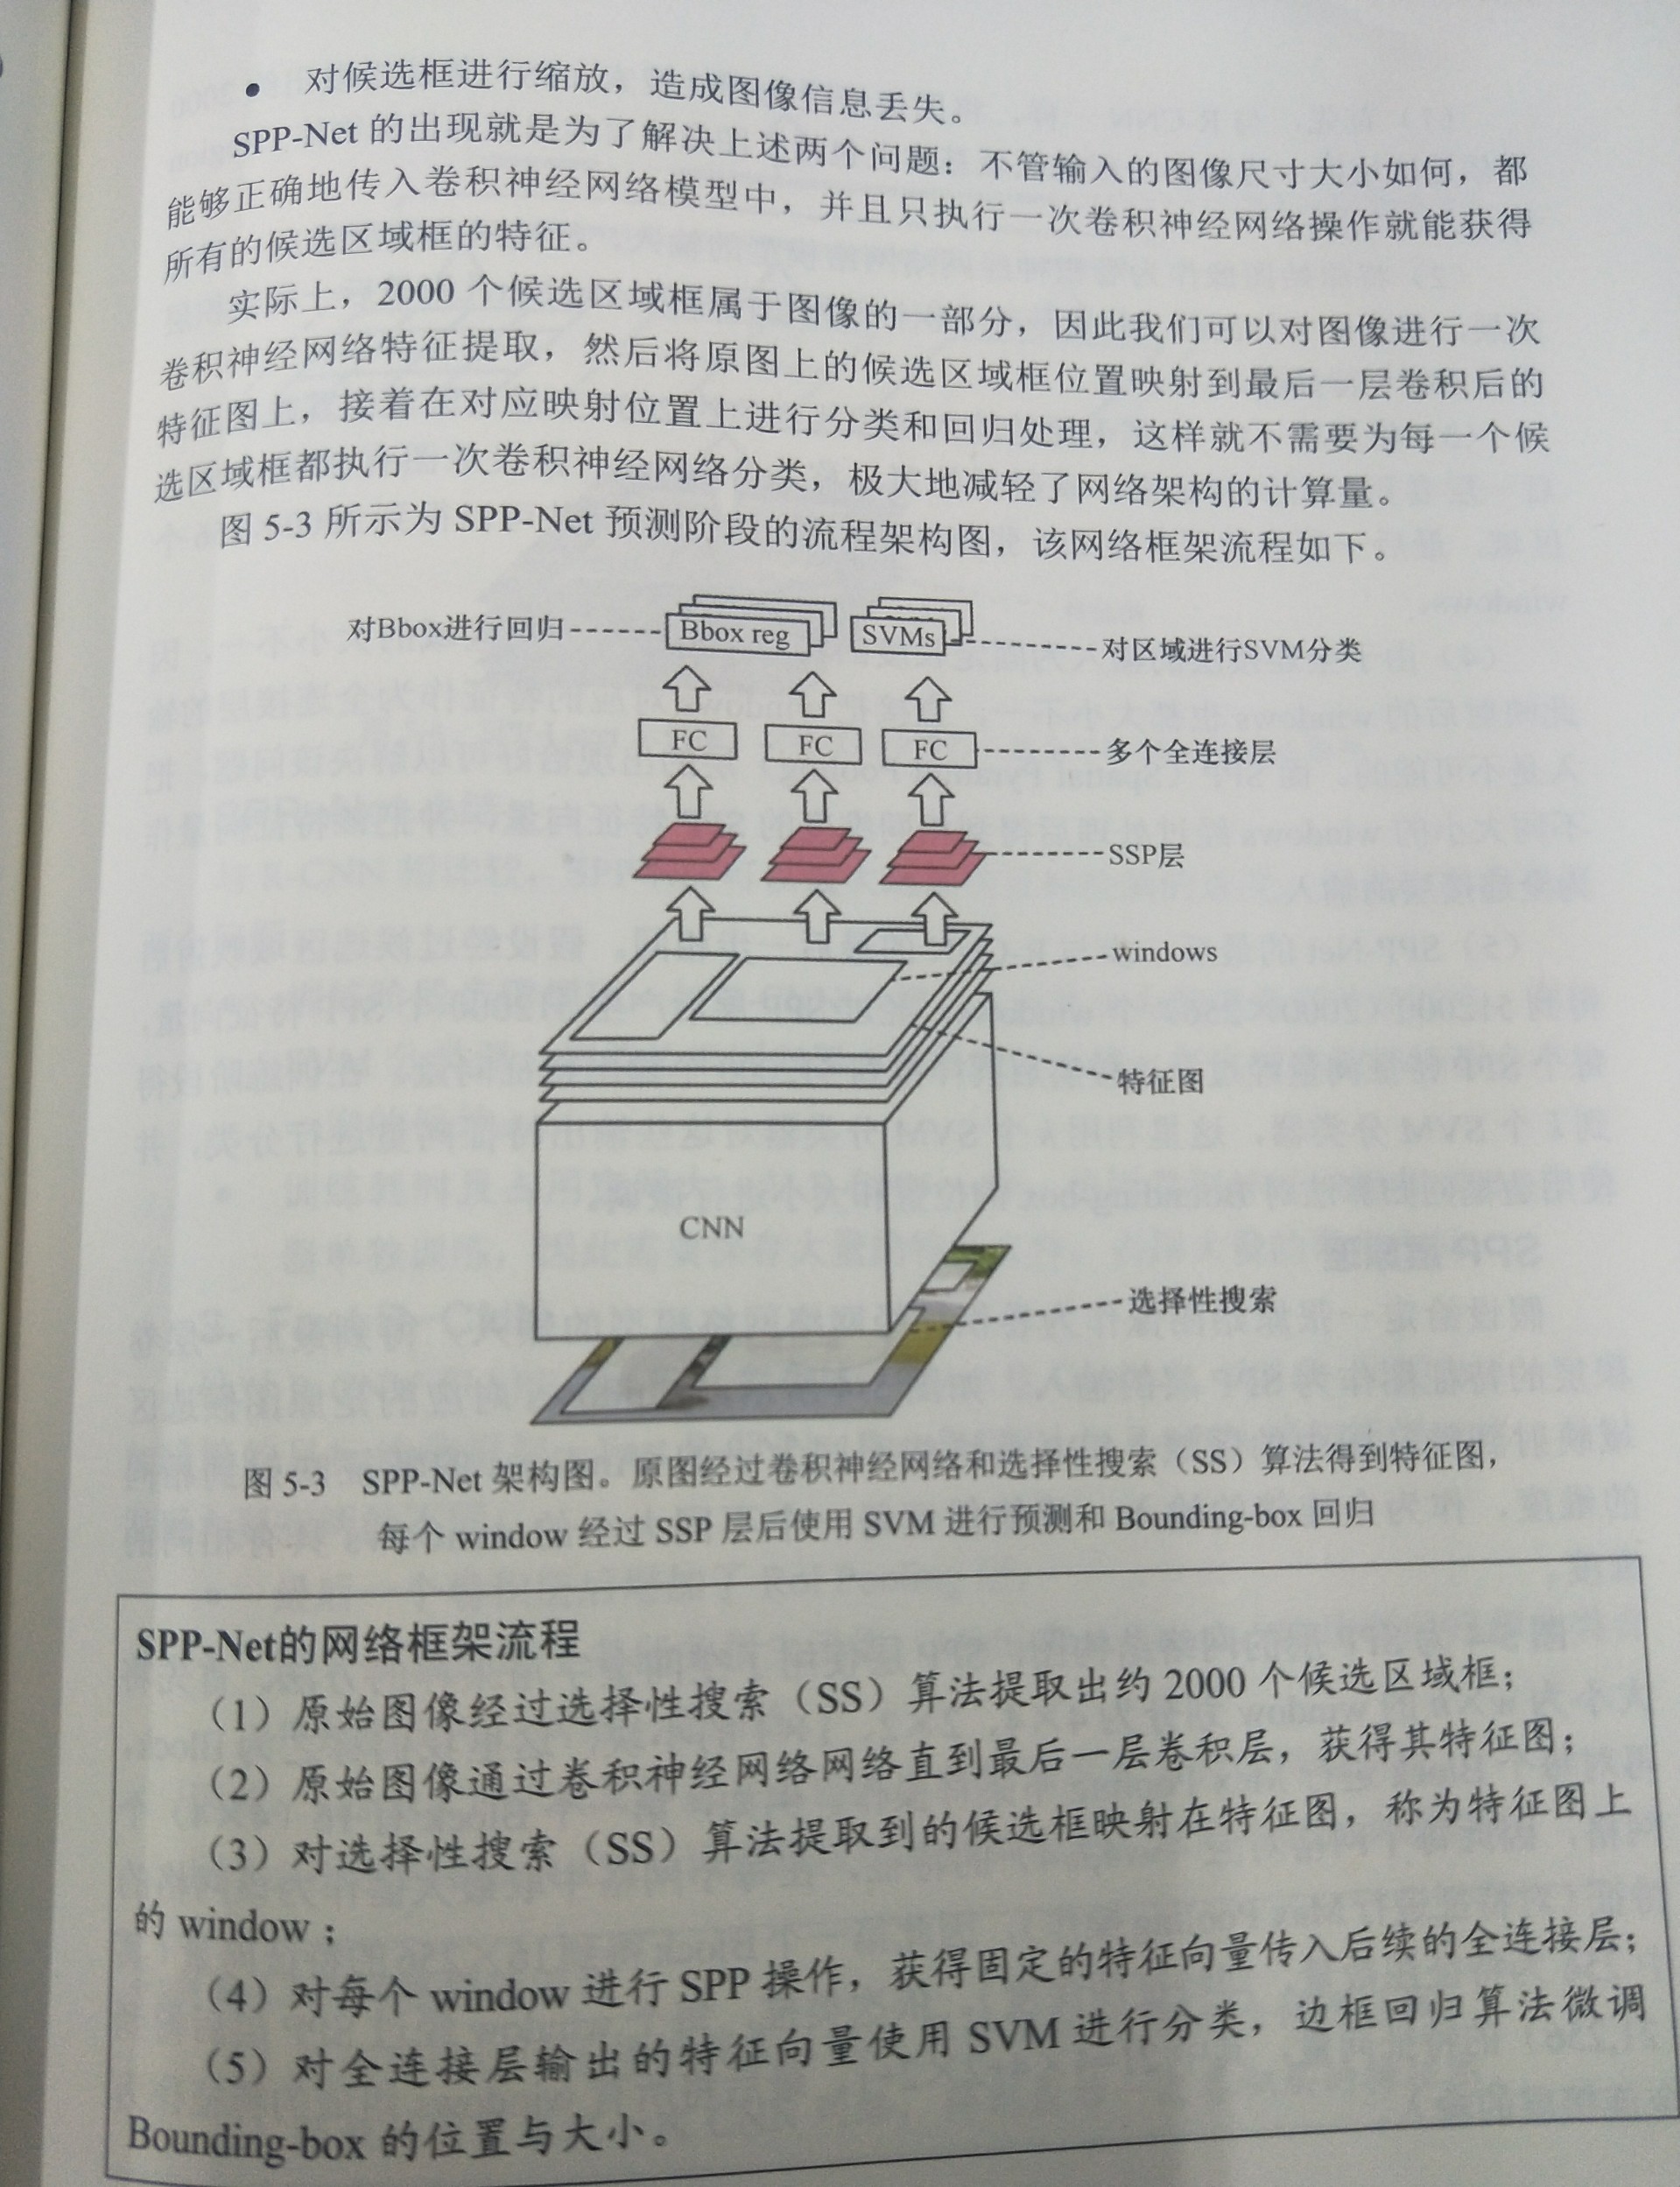 • 对候选框进行缩放，造成图像信息丢失。
SPP-Net 的出现就是为了解决上述两个问题：不管输入的图像尺寸大小如何，都
能够正确地传入卷积神经网络模型中，并且只执行一次卷积神经网络操作就能获得
所有的候选区域框的特征。
实际上，2000 个候选区域框属于图像的一部分，因此我们可以对图像进行一次
卷积神经网络特征提取，然后将原图上的候选区域框位置映射到最后一层卷积后的
特征图上，接着在对应映射位置上进行分类和回归处理，这样就不需要为每一个候
选区域框都执行一次卷积神经网络分类，极大地减轻了网络架构的计算量。
图 5-3 所示为 SPP-Net 预测阶段的流程架构图，该网络框架流程如下。
对Bbox进行回归
Bbox reg
SVMs
对区域进行SVM分类
FC
FC
FC
多个全连接层
SSP层
windows
特征图
CNN
选择性搜索
图 5-3 SPP-Net 架构图。原图经过卷积神经网络和选择性搜索（SS）算法得到特征图，
每个 window 经过 SSP 层后使用 SVM 进行预测和 Bounding-box 回归
SPP-Net的网络框架流程
（1）原始图像经过选择性搜索（SS）算法提取出约 2000 个候选区域框；
（2）原始图像通过卷积神经网络网络直到最后一层卷积层，获得其特征图；
（3）对选择性搜索（SS）算法提取到的候选框映射在特征图，称为特征图上
的 window；
（4）对每个 window 进行 SPP 操作，获得固定的特征向量传入后续的全连接层；
（5）对全连接层输出的特征向量使用 SVM 进行分类，边框回归算法微调
Bounding-box 的位置与大小。